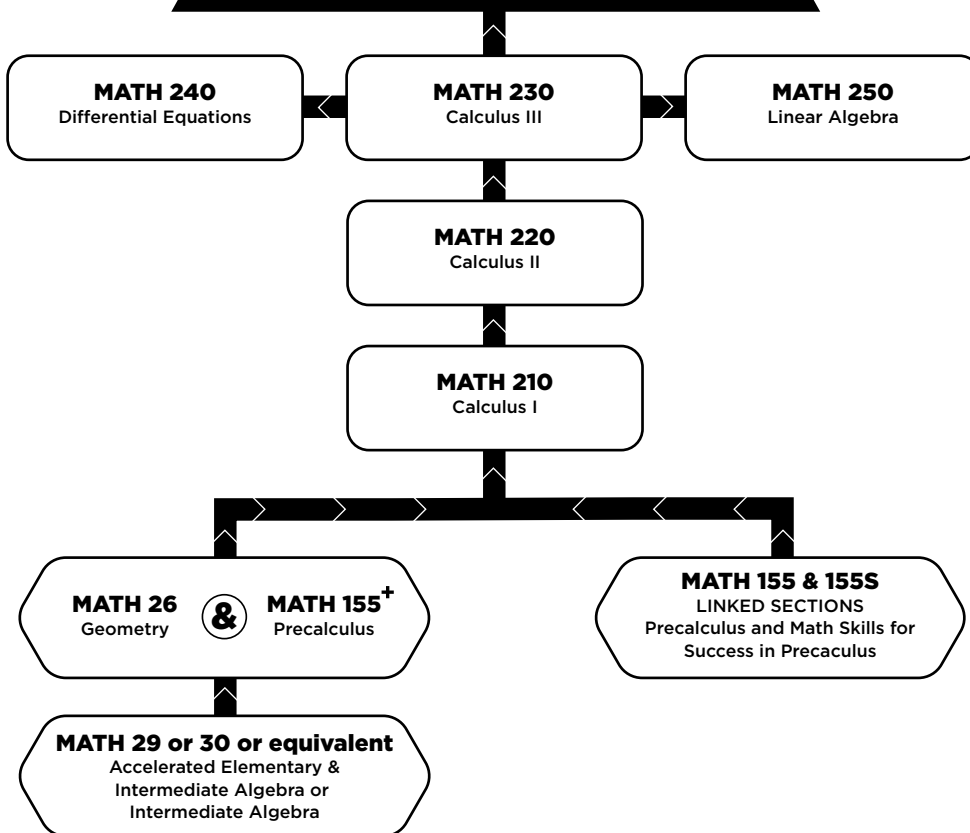 MATH 240
Differential Equations
MATH 230
Calculus III
MATH 250
Linear Algebra
MATH 220
Calculus II
MATH 210
Calculus I
MATH 26
Geometry
&
MATH 155+
Precalculus
MATH 155 & 155S
LINKED SECTIONS
Precalculus and Math Skills for
Success in Precaculus
MATH 29 or 30 or equivalent
Accelerated Elementary &
Intermediate Algebra or
Intermediate Algebra